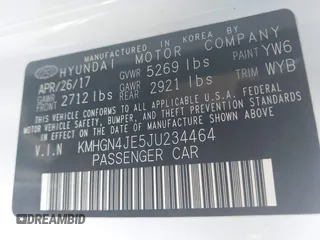 MANUFACTURED BY
HYUNDAI MOTOR COMPANY
APR/26/17 GVWR 5269 lbs PAINT YW6
GAWR FRONT 2712 lbs GAWR REAR 2921 lbs TRIM WYB
THIS VEHICLE CONFORMS TO ALL APPLICABLE U.S.A. FEDERAL
MOTOR VEHICLE SAFETY, BUMPER, AND THEFT PREVENTION
STANDARDS IN EFFECT ON THE DATE OF MANUFACTURE
SHOWN ABOVE.
V.I.N KMHGN4JE5JU234464
PASSENGER CAR
DREAMBID